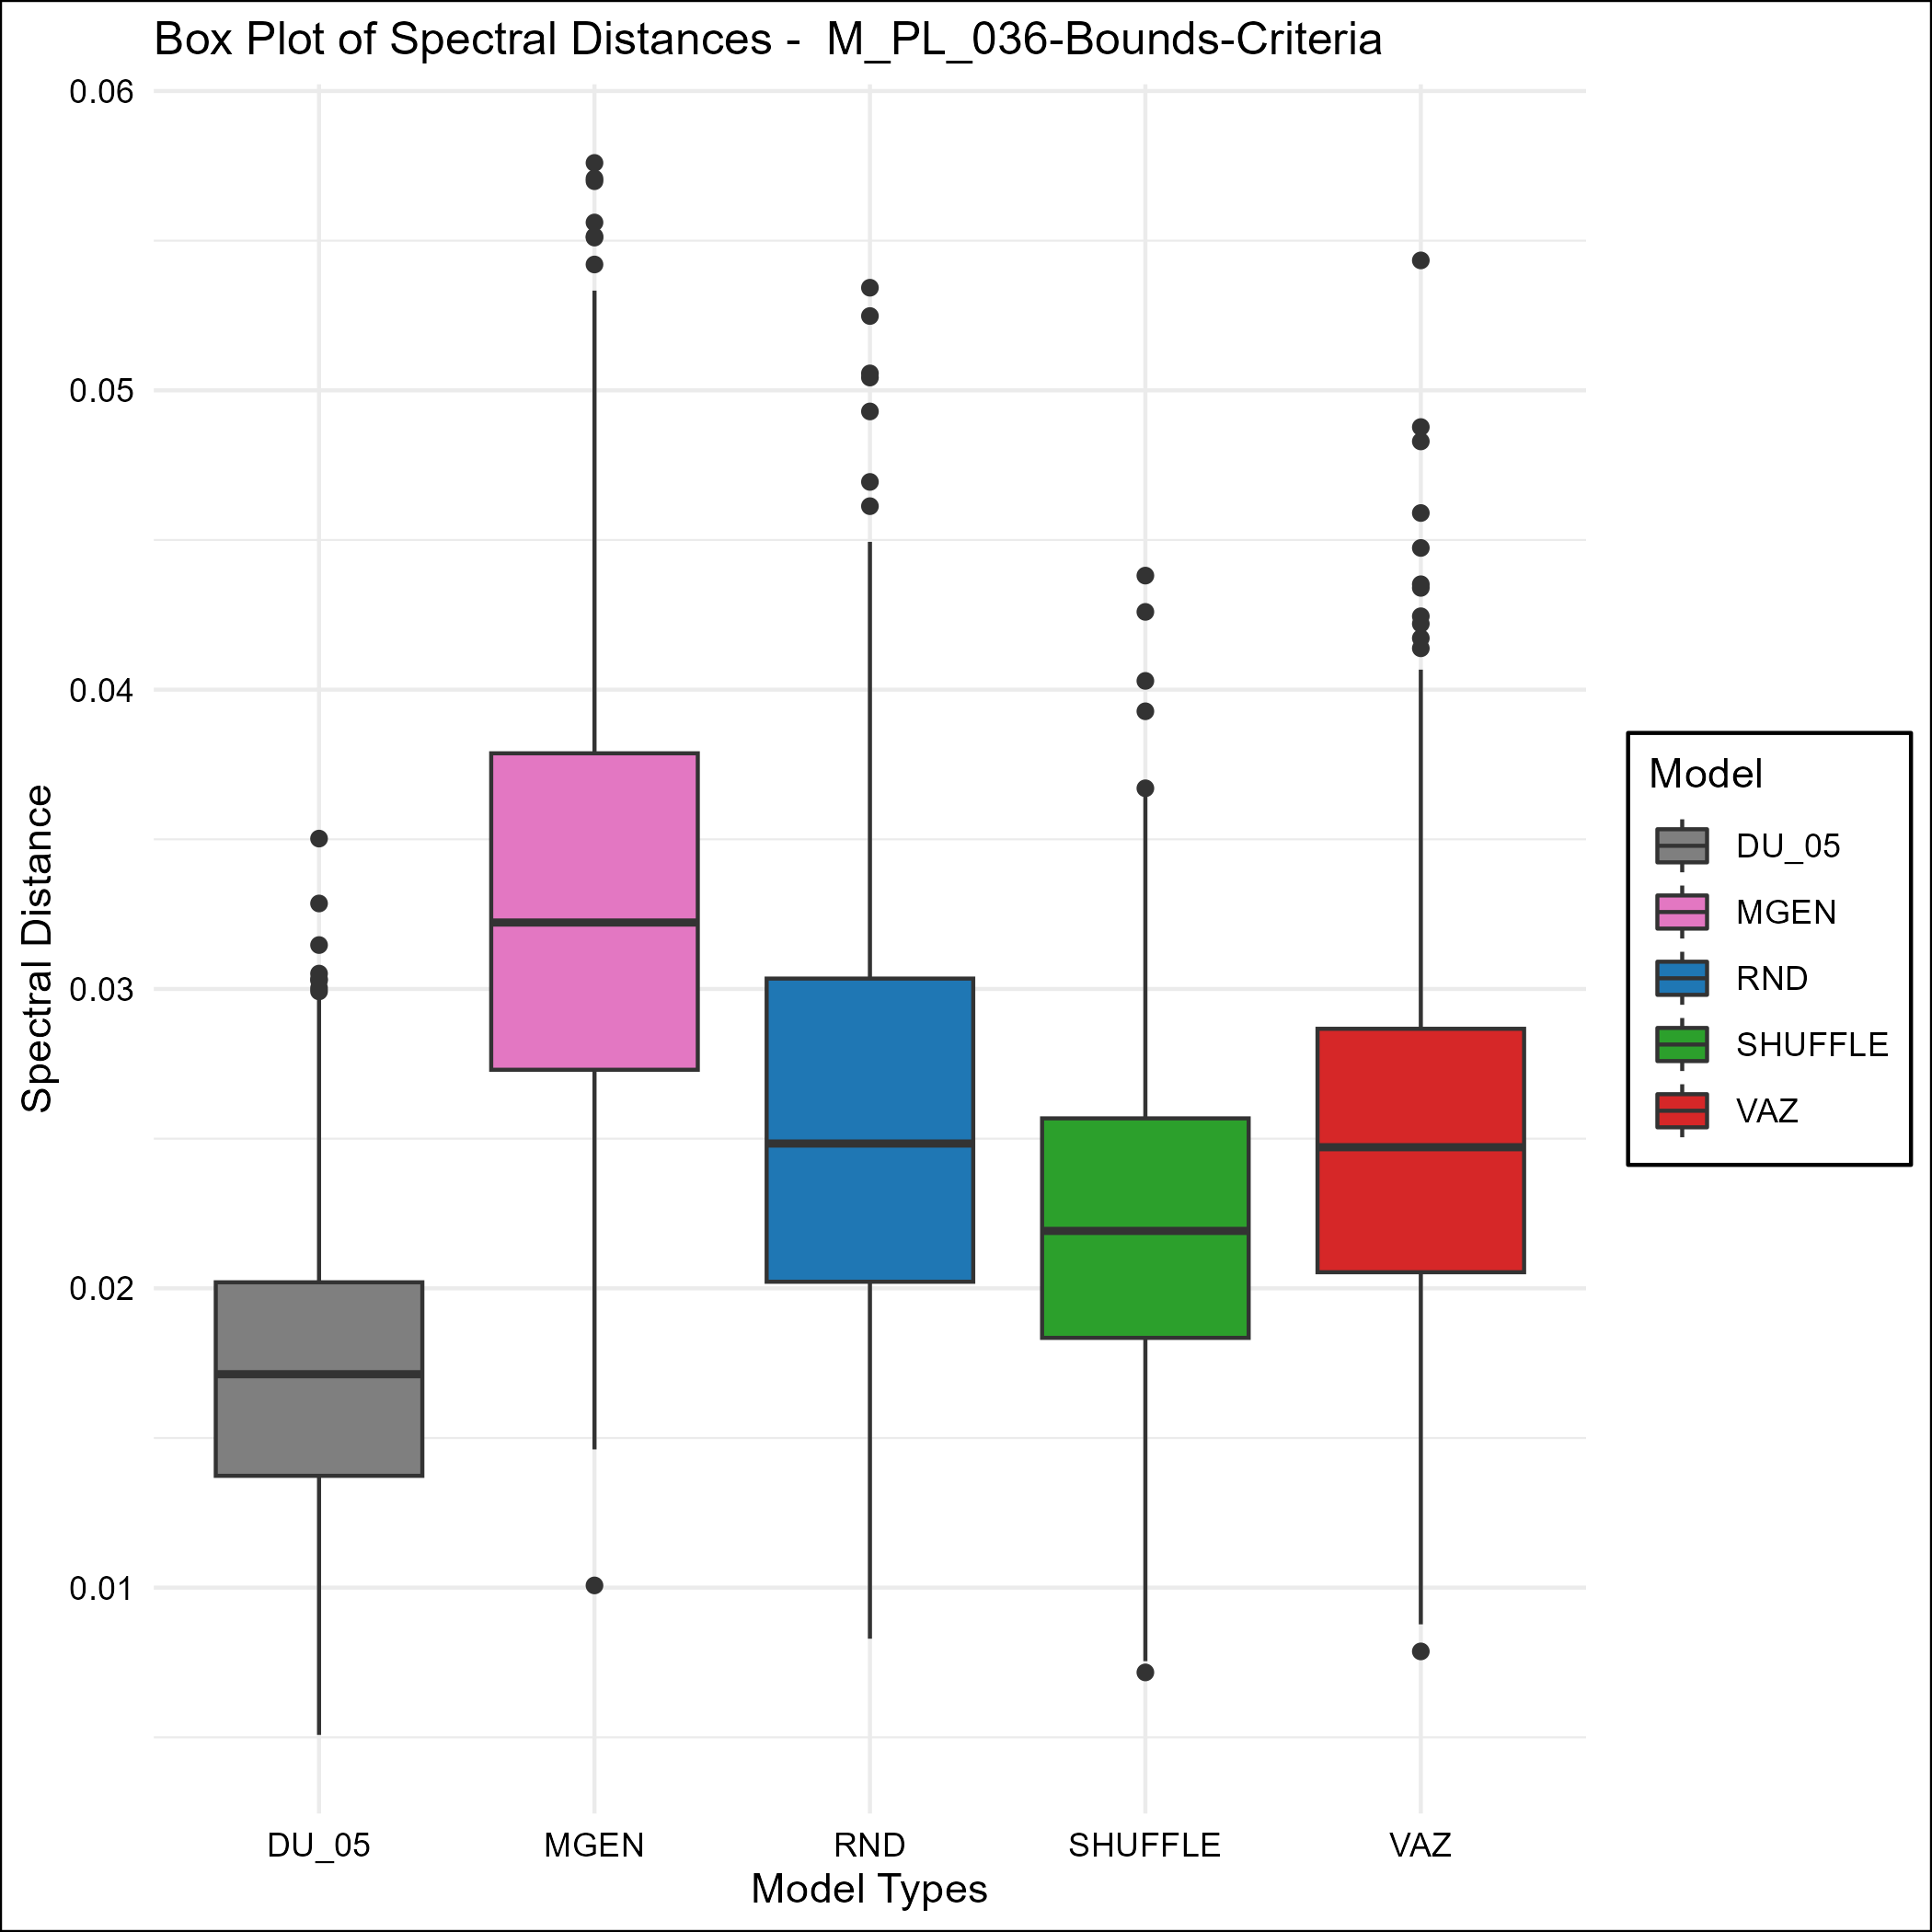 Box Plot of Spectral Distances -  M_PL_036-Bounds-Criteria
0.06
0.05
0.04
0.03
0.02
0.01
Spectral Distance
DU_05 MGEN RND SHUFFLE VAZ
Model Types
Model
DU_05
MGEN
RND
SHUFFLE
VAZ